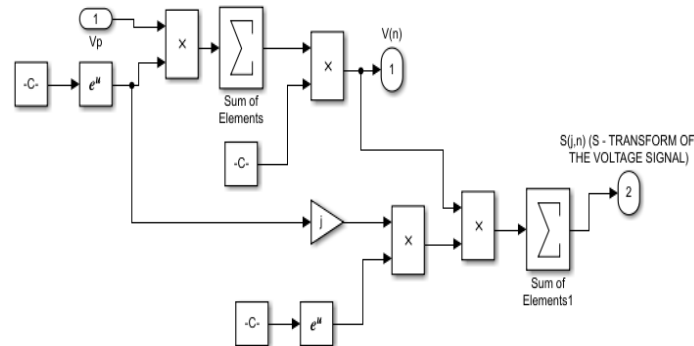 1
Vp
X
-C-
e^u
Sum of
Elements
X
-C-
V(n)
1
S(j,n) (S - TRANSFORM OF
THE VOLTAGE SIGNAL)
2
j
X
X
Sum of
Elements1
-C-
e^u